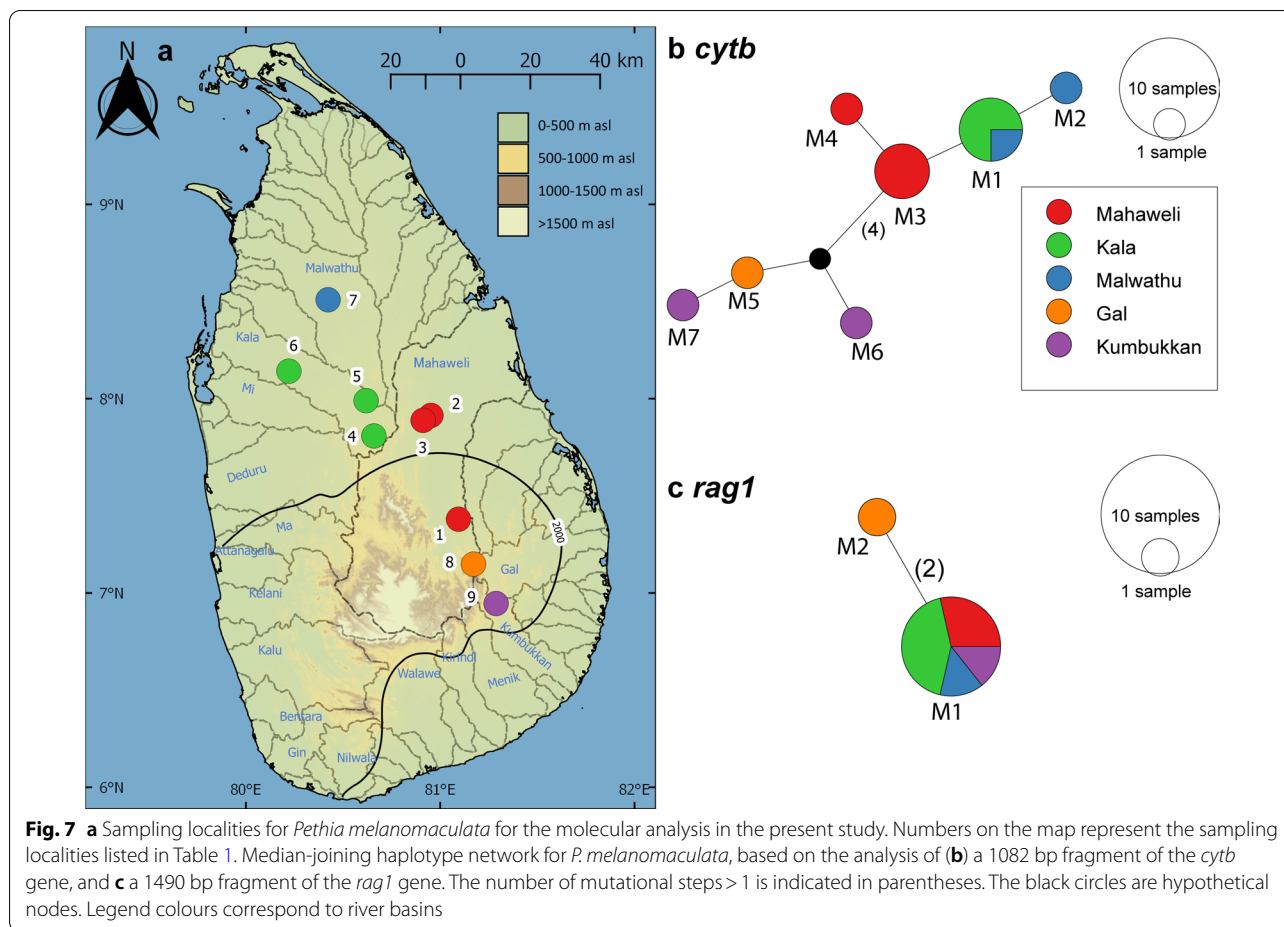 a
N
20 0 20 40 km
0-500 m asl
500-1000 m asl
1000-1500 m asl
>1500 m asl
9°N
8°N
7°N
6°N
80°E
81°E
82°E
Malwathu
7
Kala
6
Mi
5
4
Mahaweli
2
3
Deduru
Ma
Attanagalu
Kelani
Kalu
Bentara
Gin
Nilwala
Walawe
Kirindi
Menik
Kumbukkan
Gal
1
8
9
2000
b cytb
M4
M3
M1
M2
(4)
M5
M7
M6
10 samples
1 sample
Mahaweli
Kala
Malwathu
Gal
Kumbukkan
c rag1
M2
(2)
M1
10 samples
1 sample
Fig. 7 a Sampling localities for Pethia melanomaculata for the molecular analysis in the present study. Numbers on the map represent the sampling
localities listed in Table 1. Median-joining haplotype network for P. melanomaculata, based on the analysis of (b) a 1082 bp fragment of the cytb
gene, and c a 1490 bp fragment of the rag1 gene. The number of mutational steps > 1 is indicated in parentheses. The black circles are hypothetical
nodes. Legend colours correspond to river basins